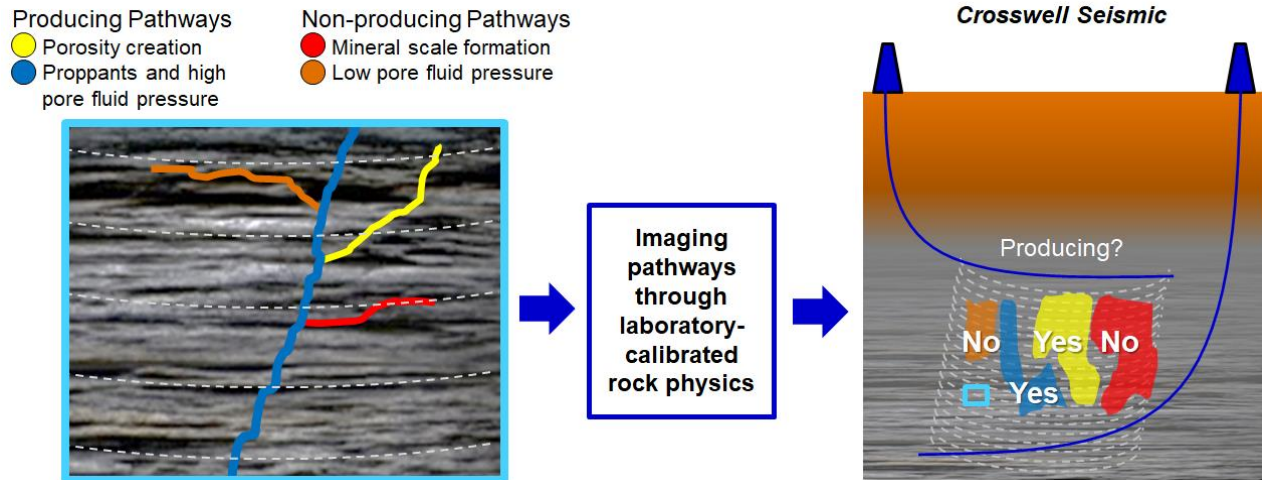 Producing Pathways
Porosity creation
Proppants and high
pore fluid pressure
Non-producing Pathways
Mineral scale formation
Low pore fluid pressure
Imaging
pathways
through
laboratory-
calibrated
rock physics
Crosswell Seismic
Producing?
No
Yes
No
Yes